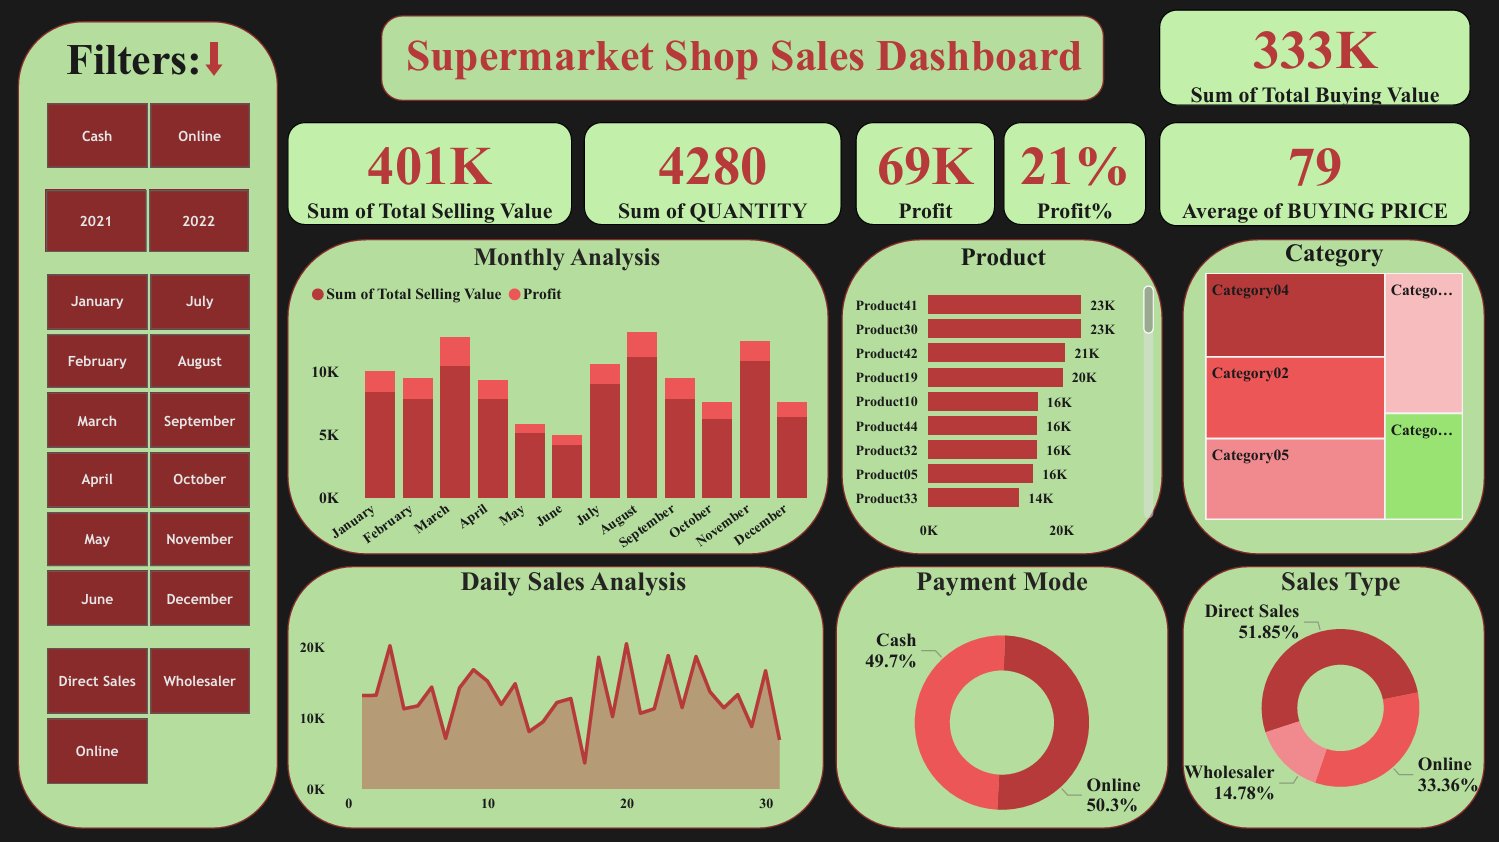 Filters:
Cash
Online
2021
2022
January
July
February
August
March
September
April
October
May
November
June
December
Direct Sales
Wholesaler
Online
Supermarket Shop Sales Dashboard
333K
Sum of Total Buying Value
401K
Sum of Total Selling Value
4280
Sum of QUANTITY
69K
Profit
21%
Profit%
79
Average of BUYING PRICE
Monthly Analysis
Sum of Total Selling Value
Profit
10K
5K
0K
January
February
March
April
May
June
July
August
September
October
November
December
Product
Product41 23K
Product30 23K
Product42 21K
Product19 20K
Product10 16K
Product44 16K
Product32 16K
Product05 16K
Product33 14K
0K 20K
Category
Category04
Catego...
Category02
Catego...
Category05
Daily Sales Analysis
20K
10K
0K
0 10 20 30
Payment Mode
Cash
49.7%
Online
50.3%
Sales Type
Direct Sales
51.85%
Online
33.36%
Wholesaler
14.78%